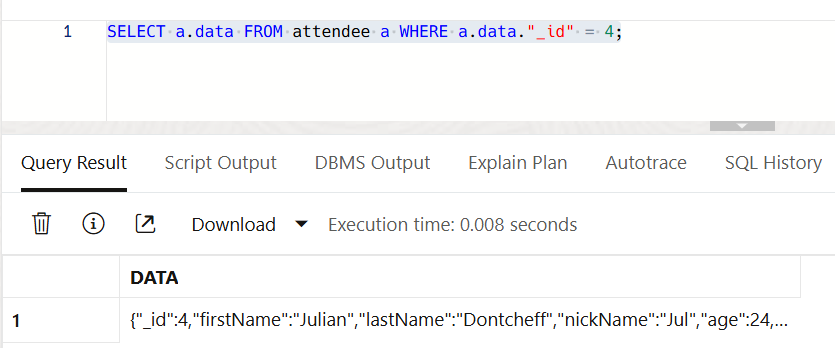 1 SELECT a.data FROM attendee a WHERE a.data."_id" = 4;
Query Result Script Output DBMS Output Explain Plan Autotrace SQL History
Download Execution time: 0.008 seconds
DATA
1 {"_id":4,"firstName":"Julian","lastName":"Dontcheff","nickName":"Jul","age":24,...